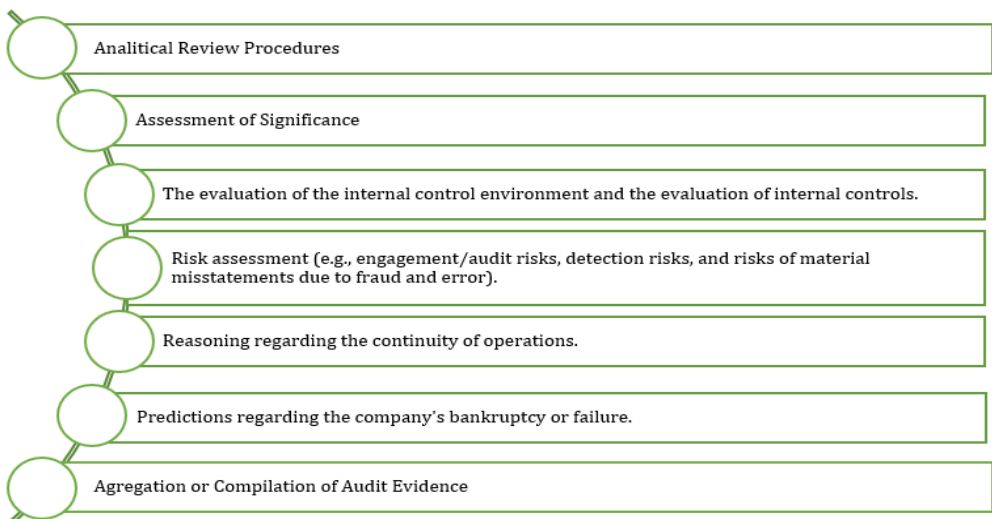 Analitical Review Procedures
Assessment of Significance
The evaluation of the internal control environment and the evaluation of internal controls.
Risk assessment (e.g., engagement/audit risks, detection risks, and risks of material
misstatements due to fraud and error).
Reasoning regarding the continuity of operations.
Predictions regarding the company's bankruptcy or failure.
Agregation or Compilation of Audit Evidence